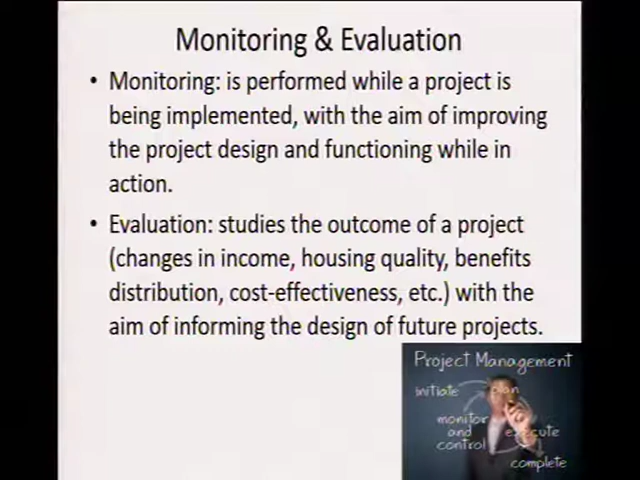 Monitoring & Evaluation
• Monitoring: is performed while a project is
being implemented, with the aim of improving
the project design and functioning while in
action.
• Evaluation: studies the outcome of a project
(changes in income, housing quality, benefits
distribution, cost-effectiveness, etc.) with the
aim of informing the design of future projects.
Project Management
initiate
plan
monitor
and
control
execute
complete